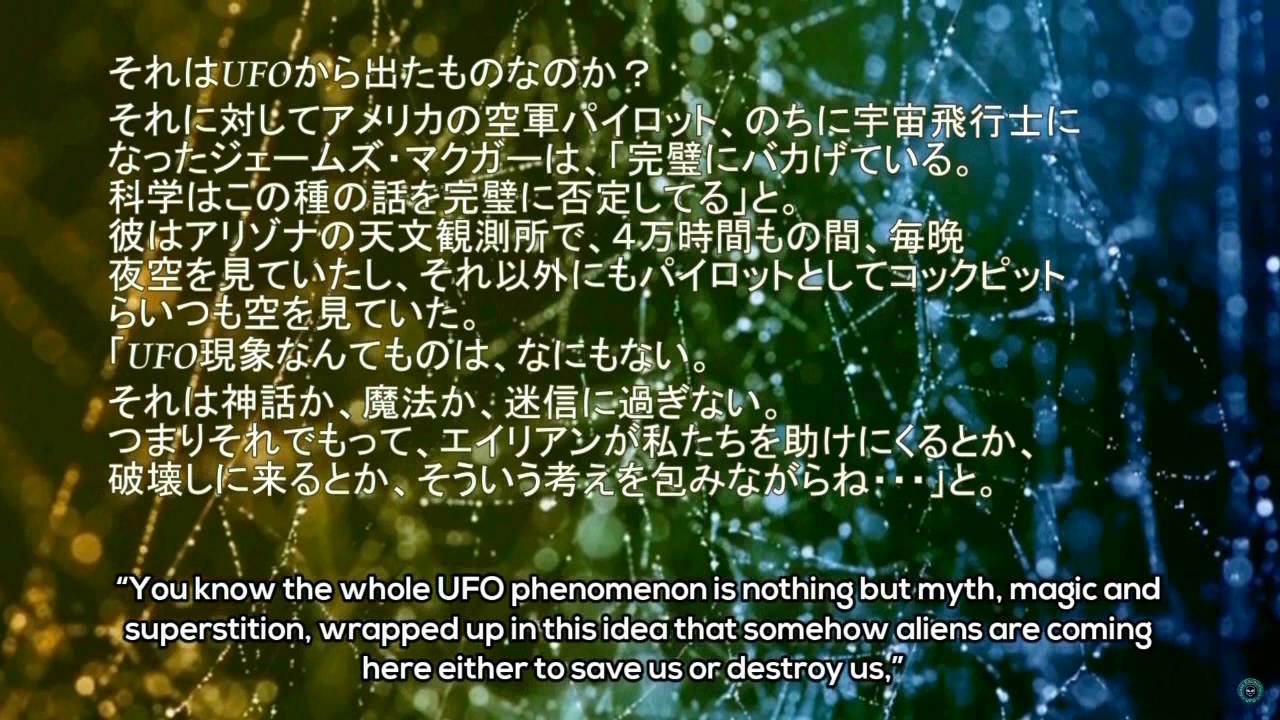 それはUFOから出たものなのか？
それに対してアメリカの空軍パイロット、のちに宇宙飛行士に
なったジェームズ・マクガーは、「完璧にバカげている。
科学はこの種の話を完璧に否定してる」と。
彼はアリゾナの天文観測所で、４万時間もの間、毎晩
夜空を見ていたし、それ以外にもパイロットとしてコックピット
らいつも空を見ていた。
「UFO現象なんてものは、なにもない。
それは神話か、魔法か、迷信に過ぎない。
つまりそれでもって、エイリアンが私たちを助けにくるとか、
破壊しに来るとか、そういう考えを包みながらね・・・」と。
“You know the whole UFO phenomenon is nothing but myth, magic and
superstition, wrapped up in this idea that somehow aliens are coming
here either to save us or destroy us,”